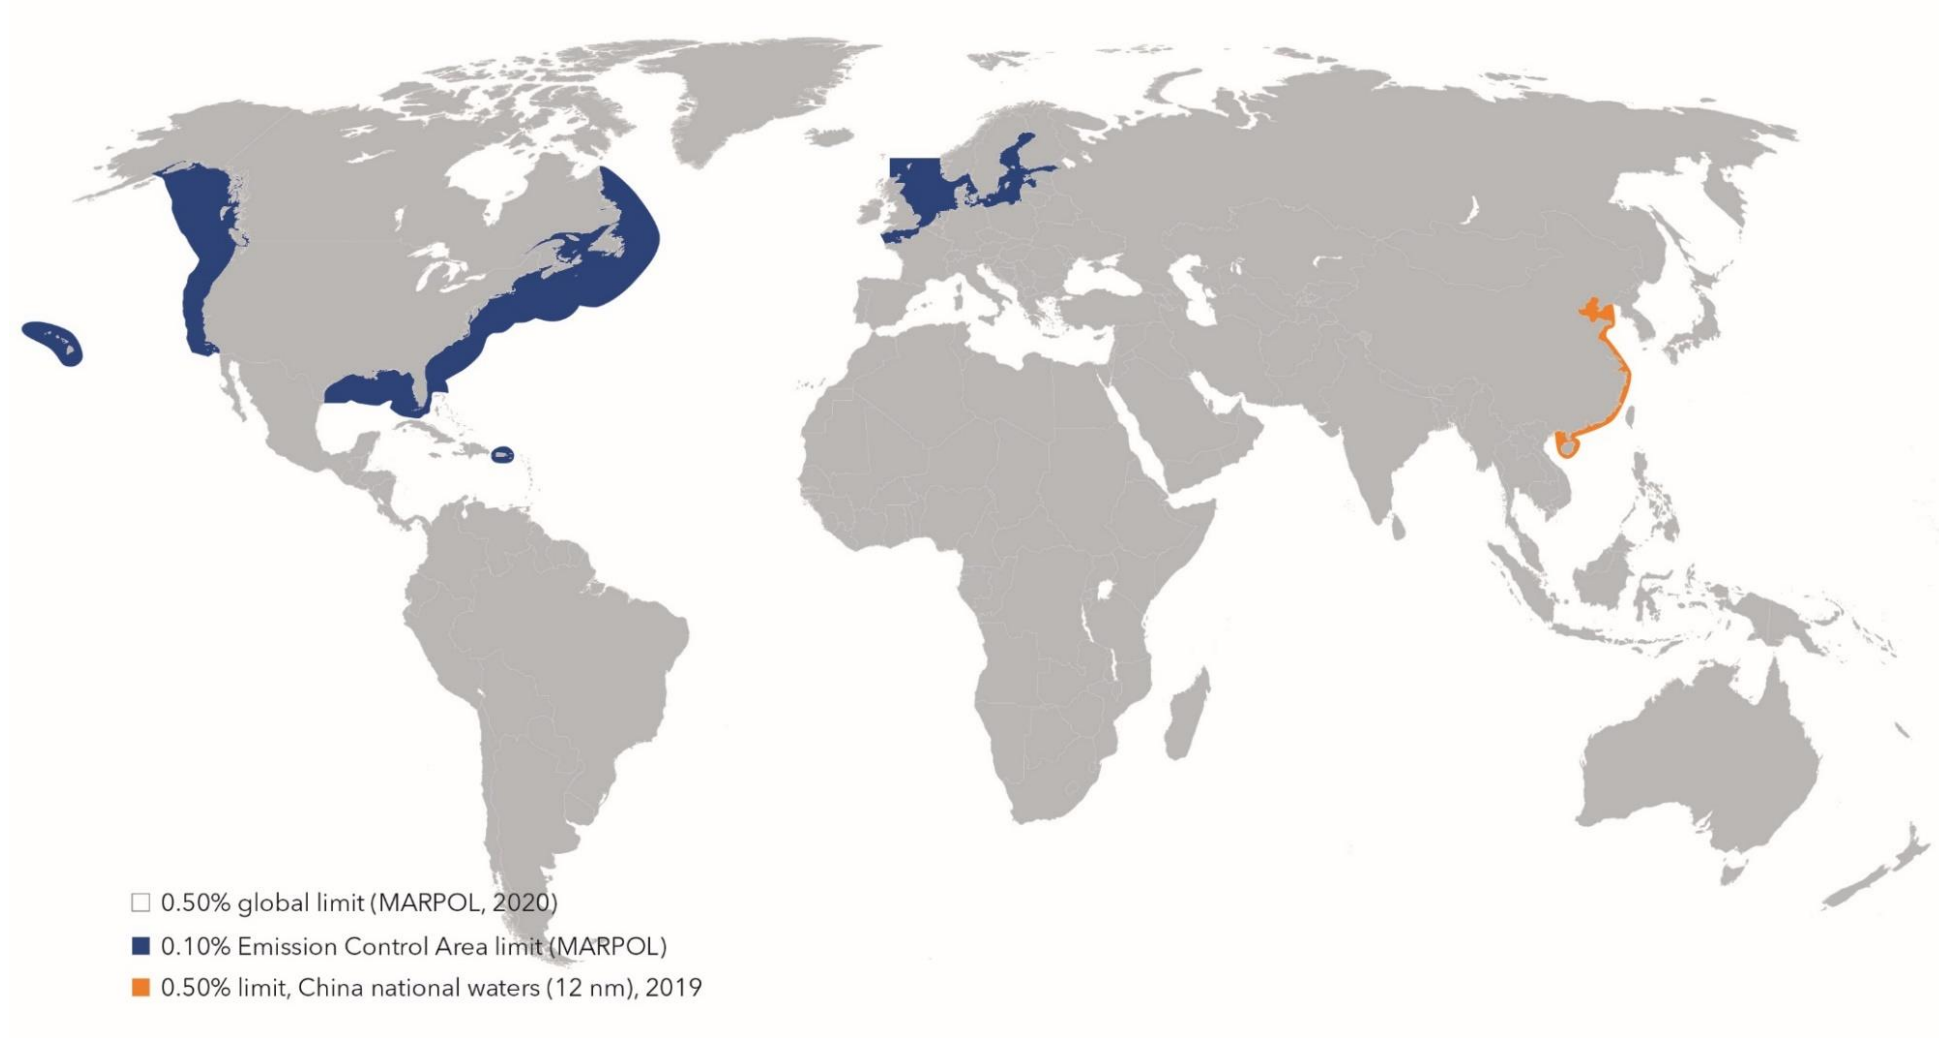 0.50% global limit (MARPOL, 2020)
0.10% Emission Control Area limit (MARPOL)
0.50% limit, China national waters (12 nm), 2019